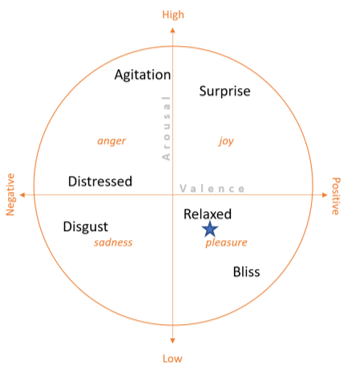 High
Agitation
Surprise
Arousal
anger
joy
Distressed
Negative
Valence
Positive
Relaxed
Disgust
sadness
pleasure
Bliss
Low